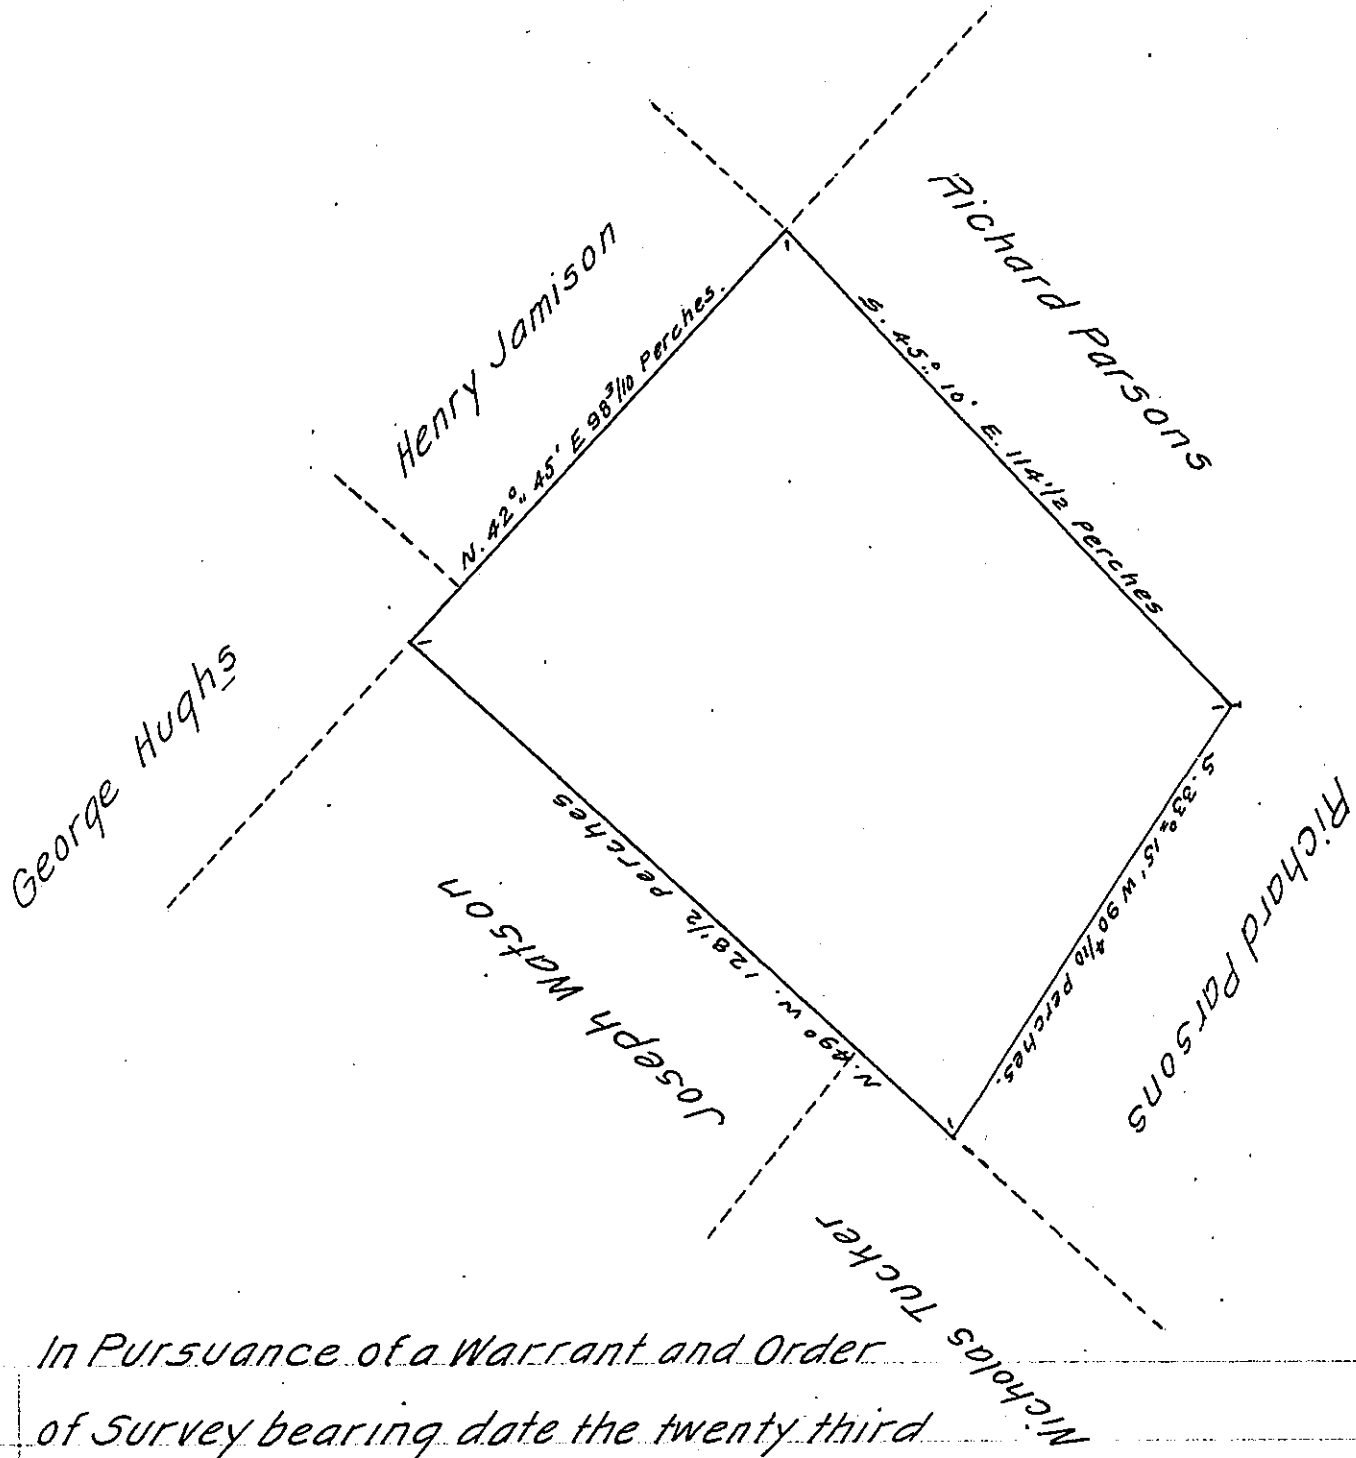 Richard Parsons
Henry Jamison
N. 42°,, 45' E 98 3/10 Perches.
S. 45,,° 10' E. 114 1/2 Perches
George Hughs
S. 33°,, 15' W 90 4/10 Perches.
Richard Parsons
N. 49° W. 128 1/2 Perches
Joseph Watson
Nicholas Tucker
In Pursuance of a Warrant and Order
of Survey bearing date the twenty third